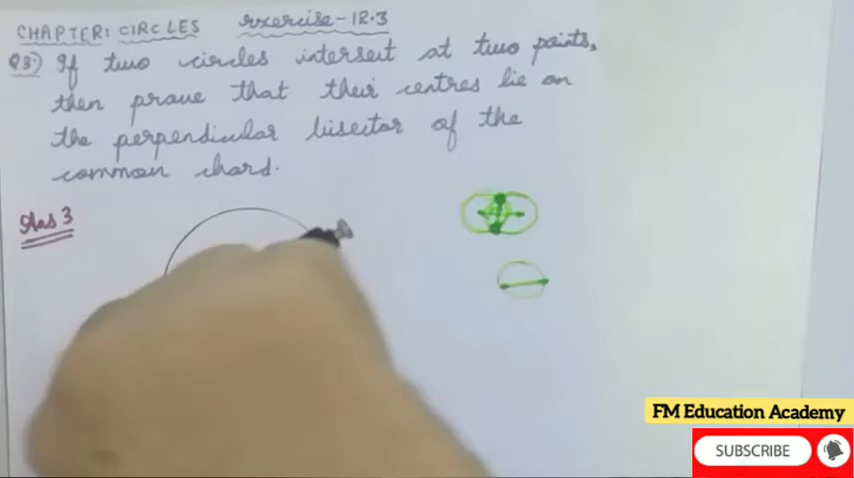 CHAPTER: CIRCLES exercise-12.3
Q3:) If two circles intersect at two points,
then prove that their centres lie on
the perpendicular bisector of the
common chord.
Ans 3
FM Education Academy
SUBSCRIBE